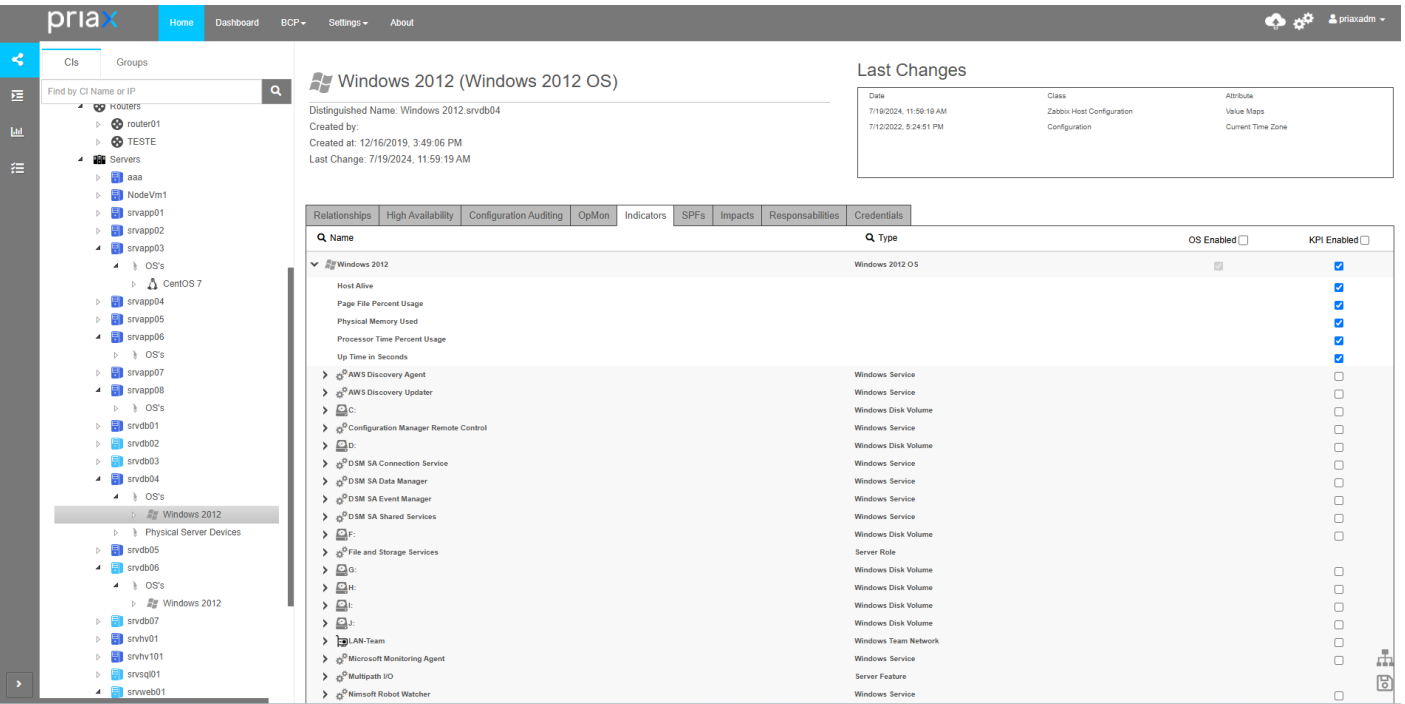 priax Home Dashboard BCP Settings About priaxadm
CIs Groups
Find by CI Name or IP
Routers
router01
TESTE
Servers
aaa
NodeVm1
srvapp01
srvapp02
srvapp03
OS's
CentOS 7
srvapp04
srvapp05
srvapp06
OS's
srvapp07
srvapp08
OS's
srvdb01
srvdb02
srvdb03
srvdb04
OS's
Windows 2012
Physical Server Devices
srvdb05
srvdb06
OS's
Windows 2012
srvdb07
srvhv01
srvhv101
srvsql01
srvweb01
Windows 2012 (Windows 2012 OS)
Distinguished Name: Windows 2012.srvdb04
Created by:
Created at: 12/16/2019, 3:49:06 PM
Last Change: 7/19/2024, 11:59:19 AM
Last Changes
Date Class Attribute
7/19/2024, 11:59:19 AM Zabbix Host Configuration Value Maps
7/12/2022, 5:24:51 PM Configuration Current Time Zone
Relationships High Availability Configuration Auditing OpMon Indicators SPFs Impacts Responsabilities Credentials
Name Type OS Enabled KPI Enabled
Windows 2012 Windows 2012 OS
Host Alive
Page File Percent Usage
Physical Memory Used
Processor Time Percent Usage
Up Time in Seconds
AWS Discovery Agent Windows Service
AWS Discovery Updater Windows Service
C: Windows Disk Volume
Configuration Manager Remote Control Windows Service
D: Windows Disk Volume
DSM SA Connection Service Windows Service
DSM SA Data Manager Windows Service
DSM SA Event Manager Windows Service
DSM SA Shared Services Windows Service
F: Windows Disk Volume
File and Storage Services Server Role
G: Windows Disk Volume
H: Windows Disk Volume
I: Windows Disk Volume
J: Windows Disk Volume
LAN-Team Windows Team Network
Microsoft Monitoring Agent Windows Service
Multipath I/O Server Feature
Nimsoft Robot Watcher Windows Service